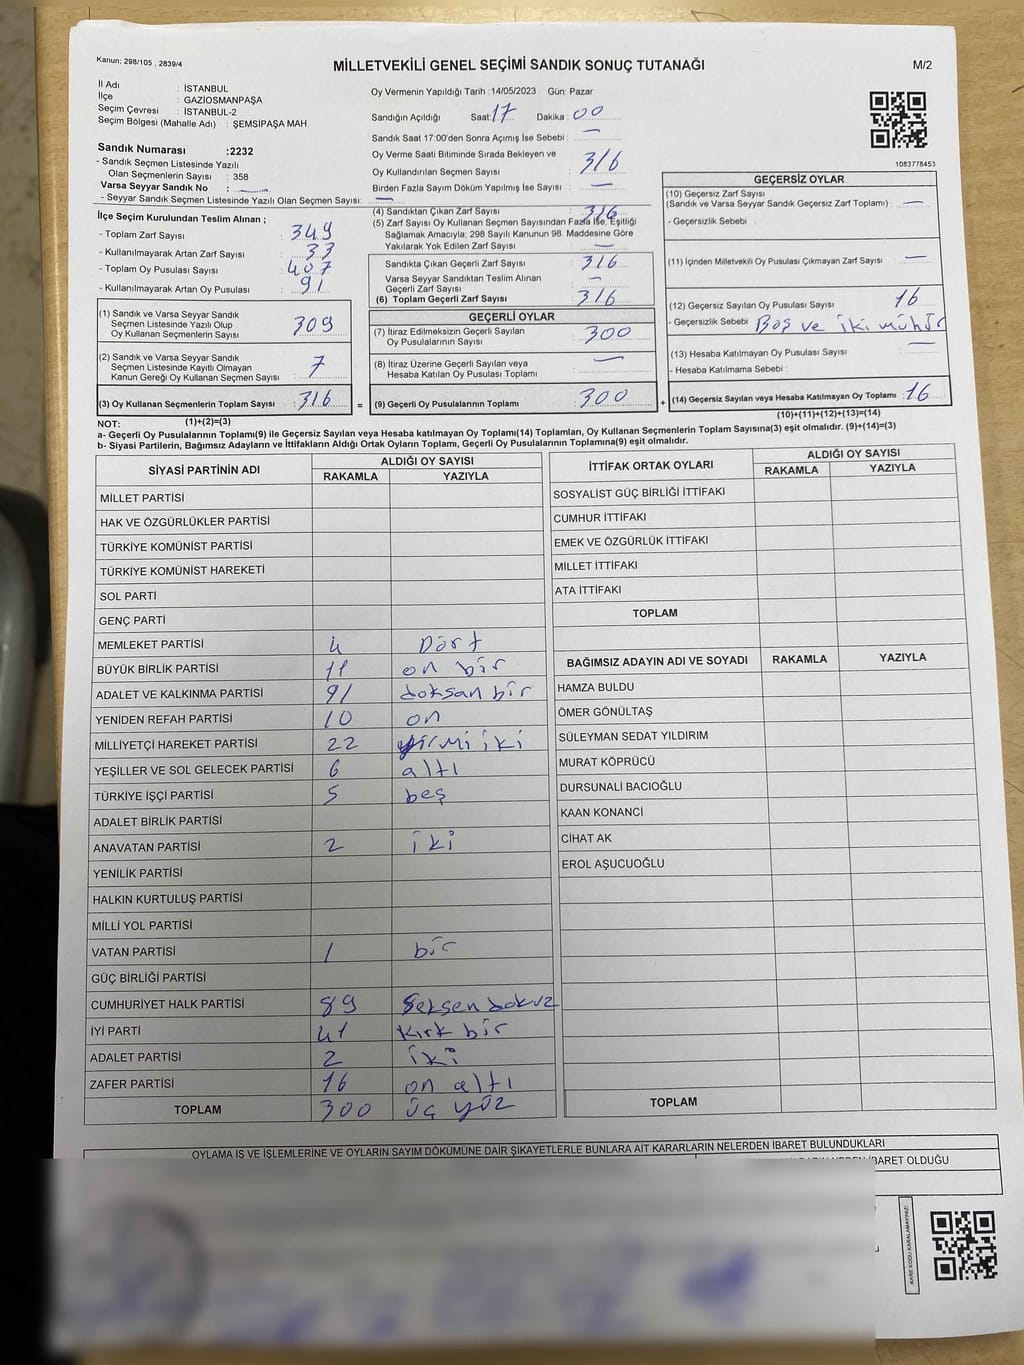 Kanun; 298/105 , 2839/4
MİLLETVEKİLİ GENEL SEÇİMİ SANDIK SONUÇ TUTANAĞI
M/2
İl Adı : İSTANBUL
İlçe : GAZİOSMANPAŞA
Seçim Çevresi : İSTANBUL-2
Seçim Bölgesi (Mahalle Adı) : ŞEMSİPAŞA MAH.
Sandık Numarası :2232
- Sandık Seçmen Listesinde Yazılı
Olan Seçmenlerin Sayısı : 358
Varsa Seyyar Sandık No : —
- Seyyar Sandık Seçmen Listesinde Yazılı Olan Seçmen Sayısı: —
İlçe Seçim Kurulundan Teslim Alınan ;
- Toplam Zarf Sayısı : 349
- Kullanılmayarak Artan Zarf Sayısı : 33
- Toplam Oy Pusulası Sayısı : 407
- Kullanılmayarak Artan Oy Pusulası : 91
(1) Sandık ve Varsa Seyyar Sandık
Seçmen Listesinde Yazılı Olup
Oy Kullanan Seçmenlerin Sayısı : 309
(2) Sandık ve Varsa Seyyar Sandık
Seçmen Listesinde Kayıtlı Olmayan
Kanun Gereği Oy Kullanan Seçmen Sayısı : 7
(3) Oy Kullanan Seçmenlerin Toplam Sayısı : 316
Oy Vermenin Yapıldığı Tarih : 14/05/2023 Gün: Pazar
Sandığın Açıldığı Saat: 17 Dakika : 00
Sandık Saat 17:00'den Sonra Açımış İse Sebebi : —
Oy Verme Saati Bitiminde Sırada Bekleyen ve
Oy Kullandırılan Seçmen Sayısı : 316
Birden Fazla Sayım Döküm Yapılmış İse Sayısı : —
(4) Sandıktan Çıkan Zarf Sayısı : 316
(5) Zarf Sayısı Oy Kullanan Seçmen Sayısından Fazla İse, Eşitliği
Sağlamak Amacıyla; 298 Sayılı Kanunun 98. Maddesine Göre
Yakılarak Yok Edilen Zarf Sayısı : —
Sandıkta Çıkan Geçerli Zarf Sayısı : 316
Varsa Seyyar Sandıktan Teslim Alınan
Geçerli Zarf Sayısı : —
(6) Toplam Geçerli Zarf Sayısı : 316
GEÇERLİ OYLAR
(7) İtiraz Edilmeksizin Geçerli Sayılan
Oy Pusulalarının Sayısı : 300
(8) İtiraz Üzerine Geçerli Sayılan veya
Hesaba Katılan Oy Pusulası Toplamı : —
= (9) Geçerli Oy Pusulalarının Toplamı : 300
1083778453
GEÇERSİZ OYLAR
(10) Geçersiz Zarf Sayısı
(Sandık ve Varsa Seyyar Sandık Geçersiz Zarf Toplamı) : —
- Geçersizlik Sebebi :
(11) İçinden Milletvekili Oy Pusulası Çıkmayan Zarf Sayısı : —
(12) Geçersiz Sayılan Oy Pusulası Sayısı : 16
- Geçersizlik Sebebi : Boş ve iki mühür
(13) Hesaba Katılmayan Oy Pusulası Sayısı : —
- Hesaba Katılmama Sebebi :
+ (14) Geçersiz Sayılan veya Hesaba Katılmayan Oy Toplamı : 16
NOT: (1)+(2)=(3) (10)+(11)+(12)+(13)=(14)
a- Geçerli Oy Pusulalarının Toplamı(9) ile Geçersiz Sayılan veya Hesaba katılmayan Oy Toplamı(14) Toplamları, Oy Kullanan Seçmenlerin Toplam Sayısına(3) eşit olmalıdır. (9)+(14)=(3)
b- Siyasi Partilerin, Bağımsız Adayların ve İttifakların Aldığı Ortak Oyların Toplamı, Geçerli Oy Pusulalarının Toplamına(9) eşit olmalıdır.
SİYASİ PARTİNİN ADI ALDIĞI OY SAYISI
RAKAMLA YAZIYLA
MİLLET PARTİSİ
HAK VE ÖZGÜRLÜKLER PARTİSİ
TÜRKİYE KOMÜNİST PARTİSİ
TÜRKİYE KOMÜNİST HAREKETİ
SOL PARTİ
GENÇ PARTİ
MEMLEKET PARTİSİ 4 Dört
BÜYÜK BİRLİK PARTİSİ 11 on bir
ADALET VE KALKINMA PARTİSİ 91 doksan bir
YENİDEN REFAH PARTİSİ 10 on
MİLLİYETÇİ HAREKET PARTİSİ 22 yirmi iki
YEŞİLLER VE SOL GELECEK PARTİSİ 6 altı
TÜRKİYE İŞÇİ PARTİSİ 5 beş
ADALET BİRLİK PARTİSİ
ANAVATAN PARTİSİ 2 iki
YENİLİK PARTİSİ
HALKIN KURTULUŞ PARTİSİ
MİLLİ YOL PARTİSİ
VATAN PARTİSİ 1 bir
GÜÇ BİRLİĞİ PARTİSİ
CUMHURİYET HALK PARTİSİ 89 Seksen dokuz
İYİ PARTİ 41 Kırk bir
ADALET PARTİSİ 2 iki
ZAFER PARTİSİ 16 on altı
TOPLAM 300 üç yüz
İTTİFAK ORTAK OYLARI ALDIĞI OY SAYISI
RAKAMLA YAZIYLA
SOSYALİST GÜÇ BİRLİĞİ İTTİFAKI
CUMHUR İTTİFAKI
EMEK VE ÖZGÜRLÜK İTTİFAKI
MİLLET İTTİFAKI
ATA İTTİFAKI
TOPLAM
BAĞIMSIZ ADAYIN ADI VE SOYADI RAKAMLA YAZIYLA
HAMZA BULDU
ÖMER GÖNÜLTAŞ
SÜLEYMAN SEDAT YILDIRIM
MURAT KÖPRÜCÜ
DURSUNALİ BACIOĞLU
KAAN KONANCİ
CİHAT AK
EROL AŞUCUOĞLU
TOPLAM
OYLAMA İŞ VE İŞLEMLERİNE VE OYLARIN SAYIM DÖKÜMÜNE DAİR ŞİKAYETLERLE BUNLARA AİT KARARLARIN NELERDEN İBARET BULUNDUKLARI
İBARET OLDUĞU
KARE KODU KARALAMAYINIZ!